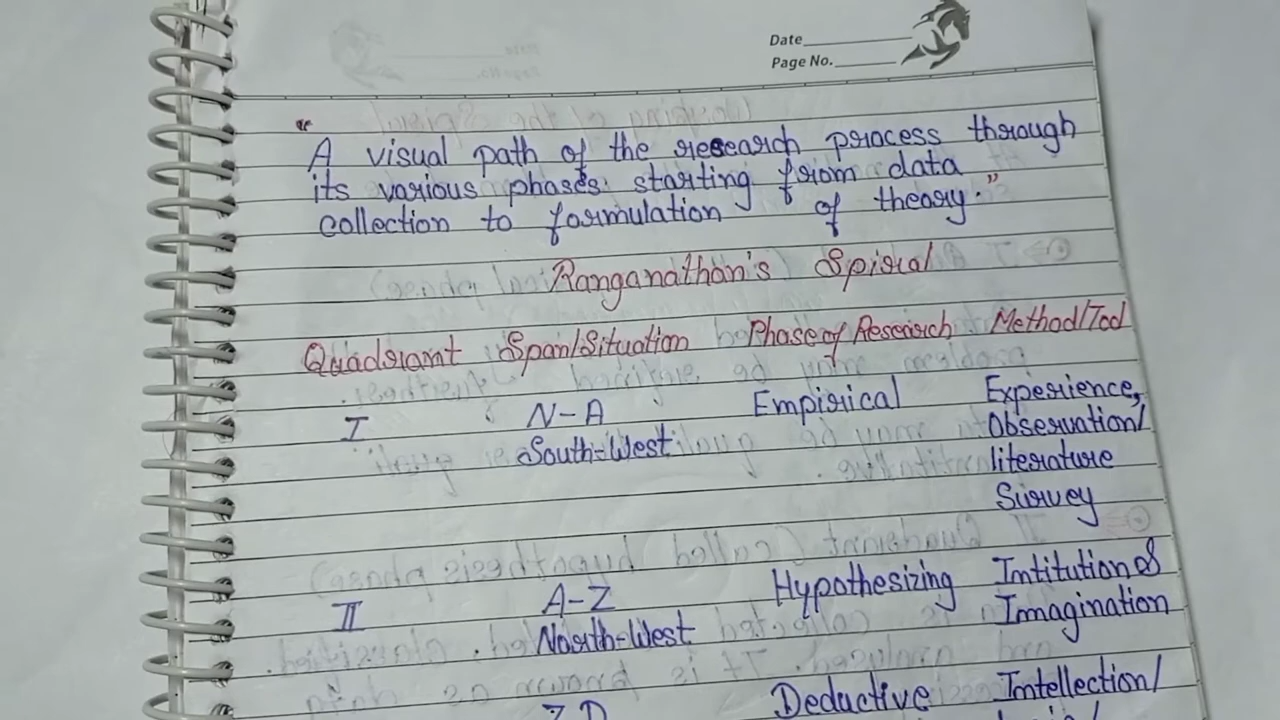 Date
Page No.
"A visual path of the research process through
its various phases starting from data
collection to formulation of theory."
Ranganathan's Spiral
Quadrant Span/Situation Phase of Research Method/Tool
I N-A Empirical Experience,
South-West Observation/
literature
Survey
II A-Z Hypothesizing Intitution &
North-West Imagination
Z D Deductive Intellection/